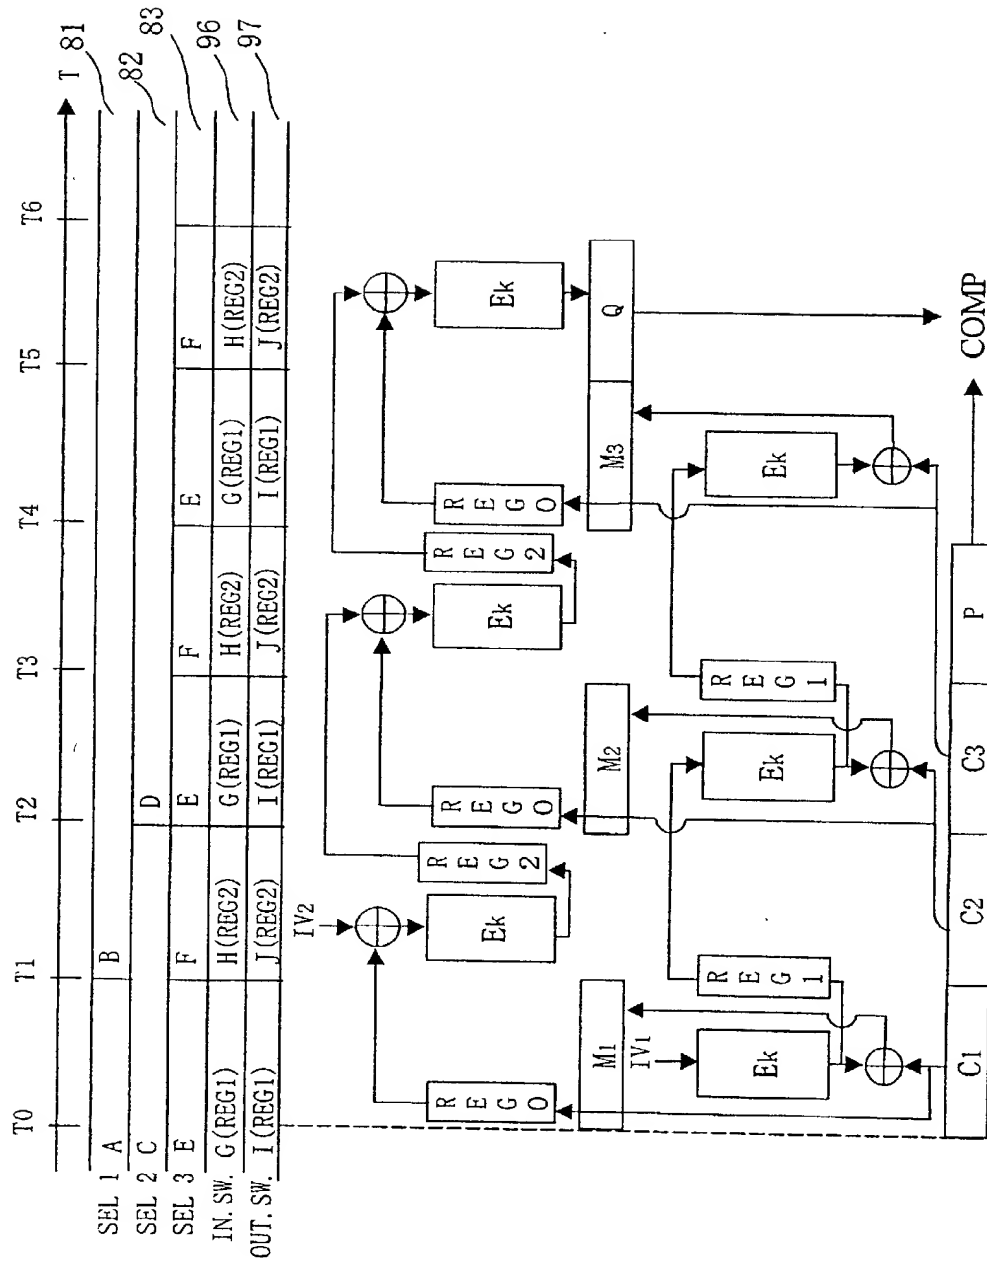 T0 T1 T2 T3 T4 T5 T6 T
SEL 1 A B 81
SEL 2 C D 82
SEL 3 E F E F E F 83
IN. SW. G(REG1) H(REG2) G(REG1) H(REG2) G(REG1) H(REG2) 96
OUT. SW. I(REG1) J(REG2) I(REG1) J(REG2) I(REG1) J(REG2) 97
IV2
REG0 Ek REG2 REG0 Ek REG2 REG0 Ek
M1 M2 M3 Q
IV1
Ek REG1 Ek REG1 Ek
C1 C2 C3 P COMP